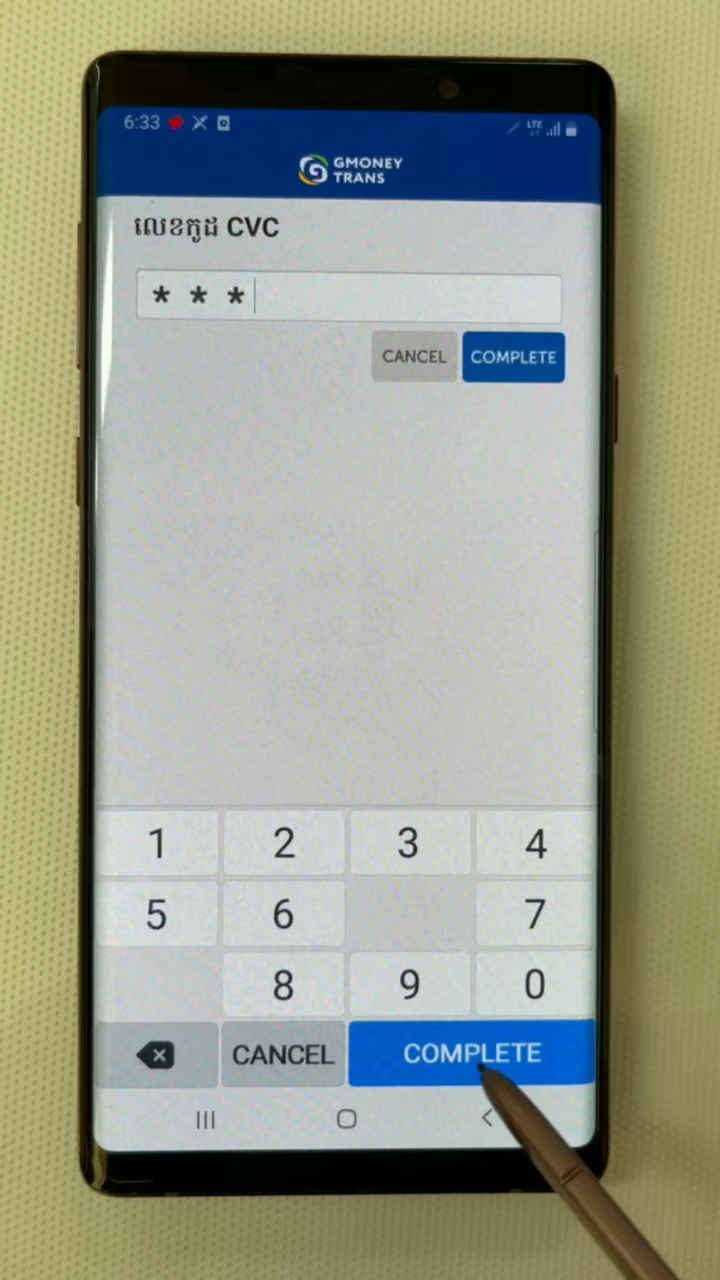 6:33 LTE
GMONEY
TRANS
លេខកូដ CVC
* * *
CANCEL COMPLETE
1 2 3 4
5 6 7
8 9 0
CANCEL COMPLETE